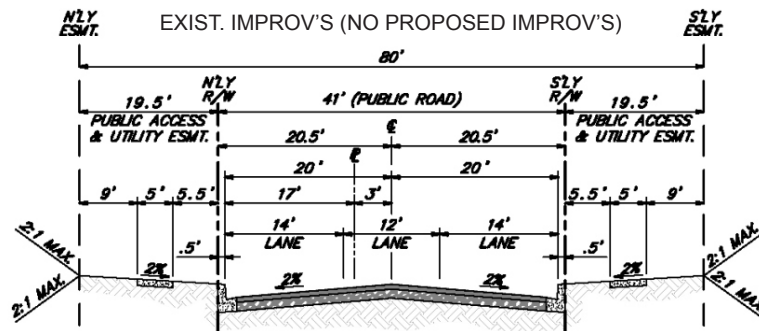 N'LY
ESMT.
EXIST. IMPROV'S (NO PROPOSED IMPROV'S)
S'LY
ESMT.
80'
N'LY
R/W
S'LY
R/W
19.5'
41' (PUBLIC ROAD)
19.5'
PUBLIC ACCESS
& UTILITY ESMT.
PUBLIC ACCESS
& UTILITY ESMT.
20.5'
℄
20.5'
20'
20'
9'
5'
5.5'
17'
3'
5.5'
5'
9'
14'
LANE
12'
LANE
14'
LANE
.5'
.5'
2:1 MAX.
2:1 MAX.
2%
2%
2%
2%
2:1 MAX.
2:1 MAX.